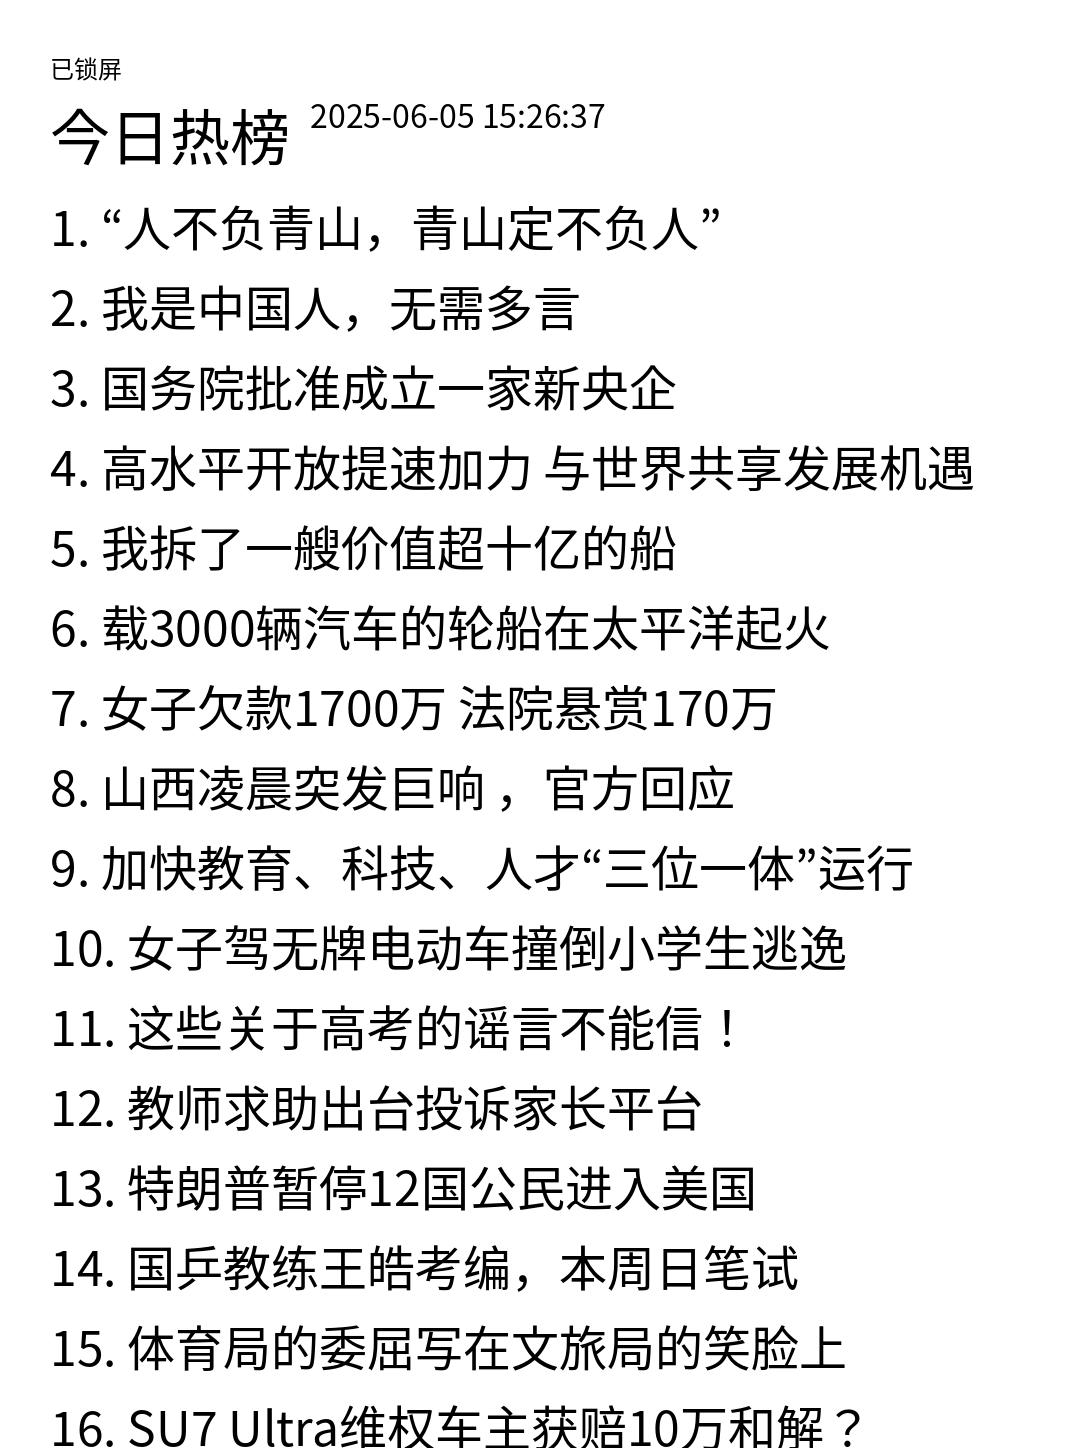 已锁屏
今日热榜 2025-06-05 15:26:37
1. “人不负青山，青山定不负人”
2. 我是中国人，无需多言
3. 国务院批准成立一家新央企
4. 高水平开放提速加力 与世界共享发展机遇
5. 我拆了一艘价值超十亿的船
6. 载3000辆汽车的轮船在太平洋起火
7. 女子欠款1700万 法院悬赏170万
8. 山西凌晨突发巨响 ，官方回应
9. 加快教育、科技、人才“三位一体”运行
10. 女子驾无牌电动车撞倒小学生逃逸
11. 这些关于高考的谣言不能信！
12. 教师求助出台投诉家长平台
13. 特朗普暂停12国公民进入美国
14. 国乒教练王皓考编，本周日笔试
15. 体育局的委屈写在文旅局的笑脸上
16. SU7 Ultra维权车主获赔10万和解？